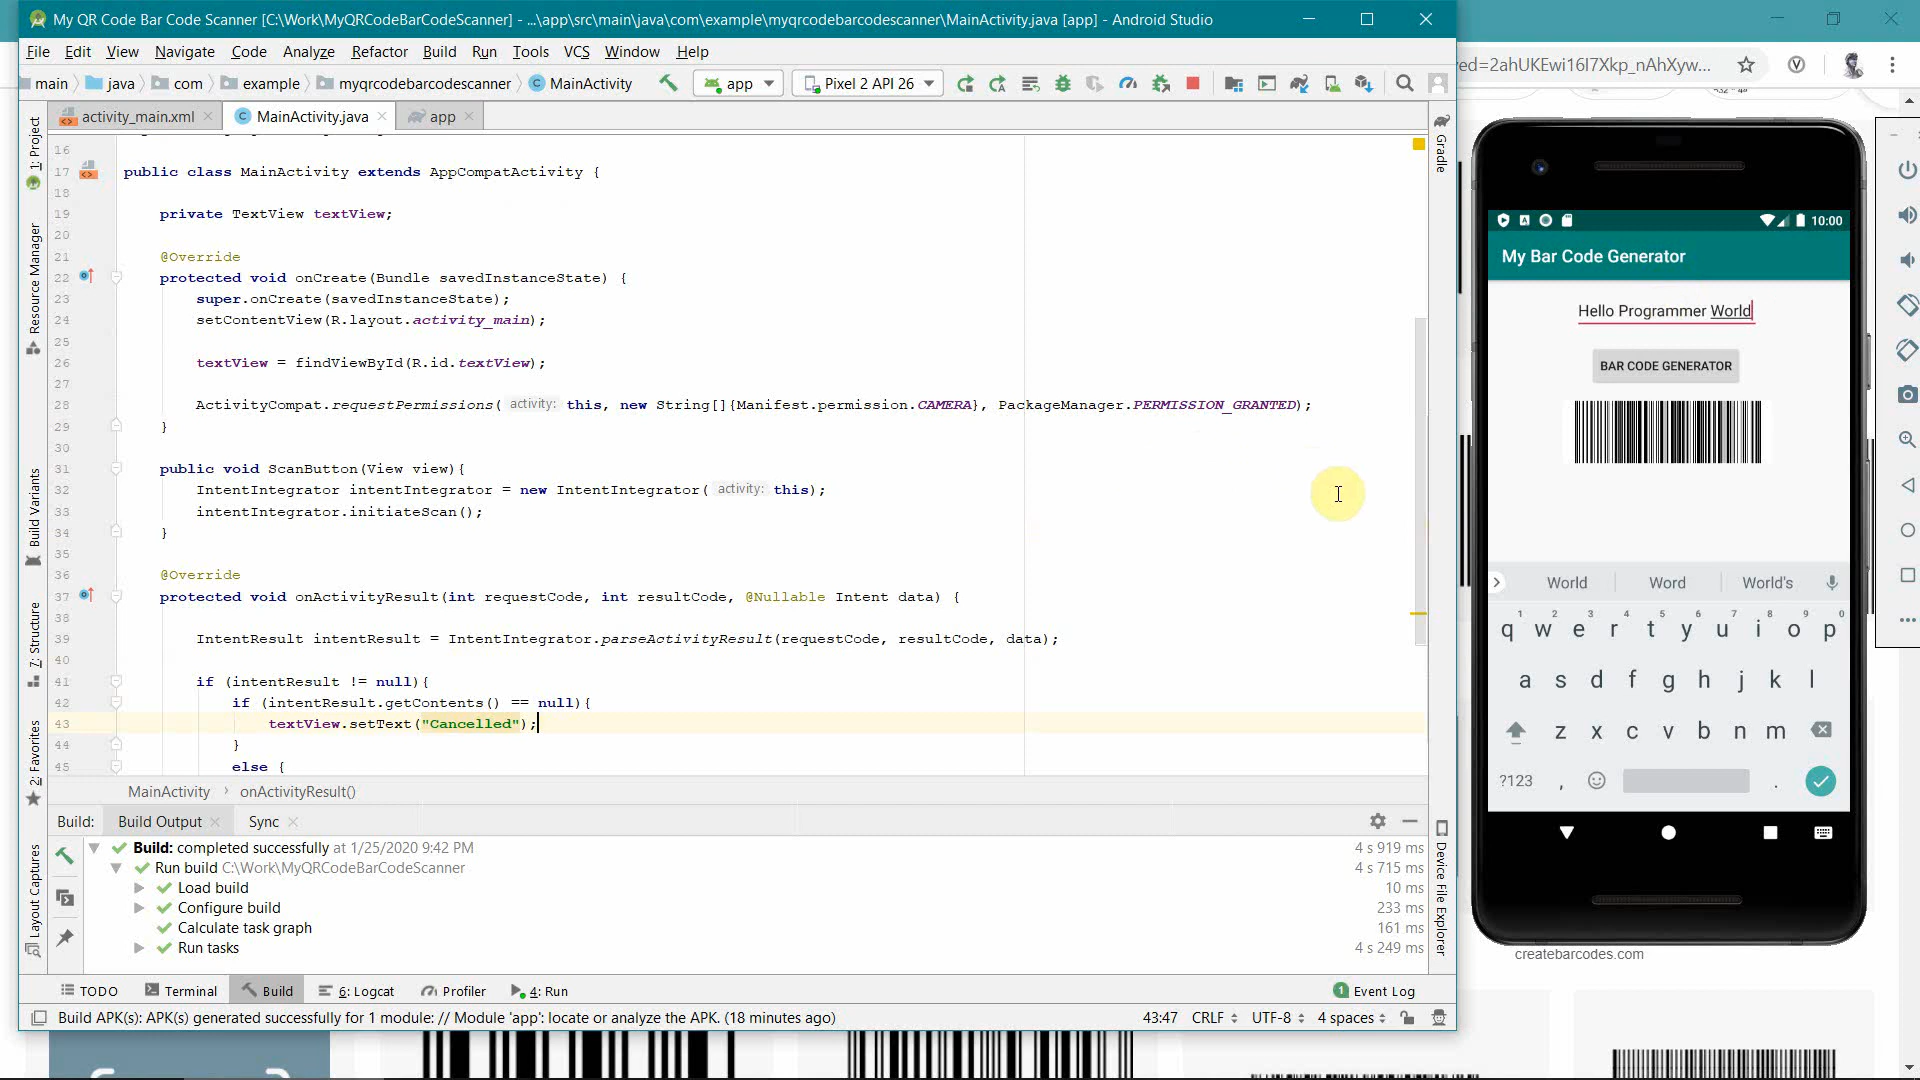 My QR Code Bar Code Scanner [C:\Work\MyQRCodeBarCodeScanner] - ...\app\src\main\java\com\example\myqrcodebarcodescanner\MainActivity.java [app] - Android Studio
File Edit View Navigate Code Analyze Refactor Build Run Tools VCS Window Help
main java com example myqrcodebarcodescanner MainActivity app Pixel 2 API 26
ed=2ahUKEwi16I7Xkp_nAhXyw...
activity_main.xml MainActivity.java app
16
17 public class MainActivity extends AppCompatActivity {
18
19 private TextView textView;
20
21 @Override
22 protected void onCreate(Bundle savedInstanceState) {
23 super.onCreate(savedInstanceState);
24 setContentView(R.layout.activity_main);
25
26 textView = findViewById(R.id.textView);
27
28 ActivityCompat.requestPermissions( activity: this, new String[]{Manifest.permission.CAMERA}, PackageManager.PERMISSION_GRANTED);
29 }
30
31 public void ScanButton(View view){
32 IntentIntegrator intentIntegrator = new IntentIntegrator( activity: this);
33 intentIntegrator.initiateScan();
34 }
35
36 @Override
37 protected void onActivityResult(int requestCode, int resultCode, @Nullable Intent data) {
38
39 IntentResult intentResult = IntentIntegrator.parseActivityResult(requestCode, resultCode, data);
40
41 if (intentResult != null){
42 if (intentResult.getContents() == null){
43 textView.setText("Cancelled");
44 }
45 else {
MainActivity onActivityResult()
Build: Build Output Sync
Build: completed successfully at 1/25/2020 9:42 PM 4 s 919 ms
Run build C:\Work\MyQRCodeBarCodeScanner 4 s 715 ms
Load build 10 ms
Configure build 233 ms
Calculate task graph 161 ms
Run tasks 4 s 249 ms
TODO Terminal Build 6: Logcat Profiler 4: Run 1 Event Log
Build APK(s): APK(s) generated successfully for 1 module: // Module 'app': locate or analyze the APK. (18 minutes ago) 43:47 CRLF UTF-8 4 spaces
1: Project
Resource Manager
Build Variants
7: Structure
2: Favorites
Layout Captures
Gradle
Device File Explorer
10:00
My Bar Code Generator
Hello Programmer World
BAR CODE GENERATOR
World Word World's
1 2 3 4 5 6 7 8 9 0
q w e r t y u i o p
a s d f g h j k l
z x c v b n m
?123 , .
createbarcodes.com